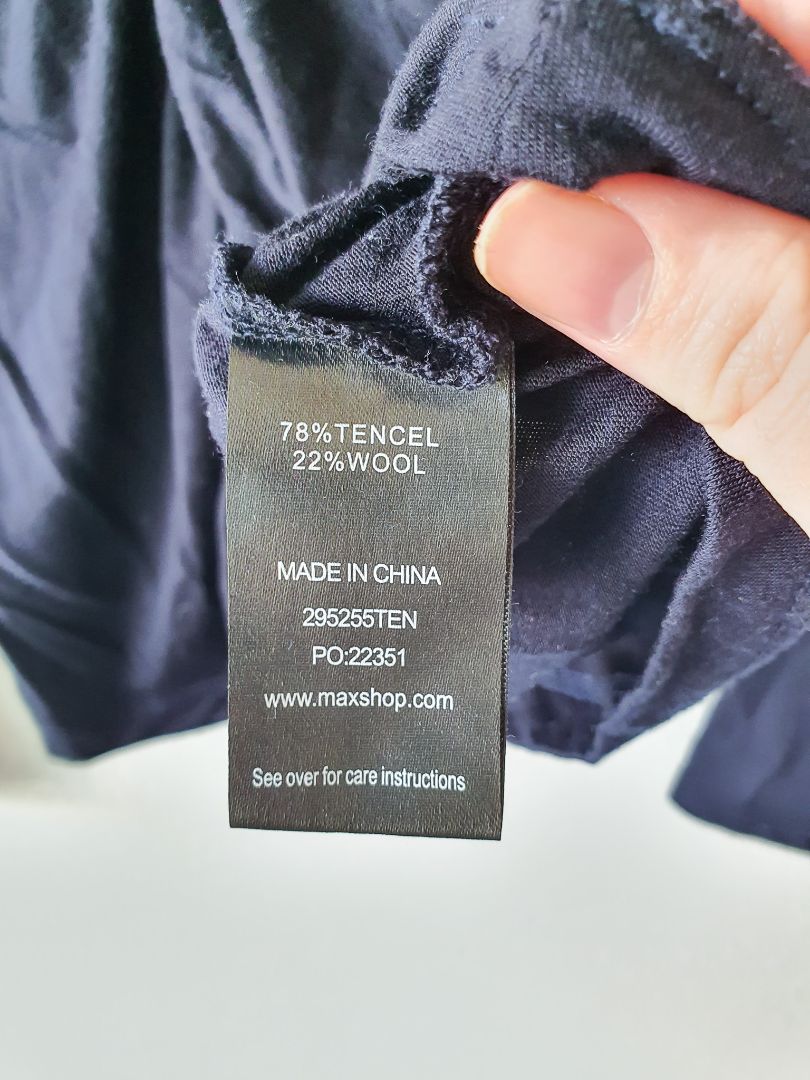 78%TENCEL
22%WOOL
MADE IN CHINA
295255TEN
PO:22351
www.maxshop.com
See over for care instructions